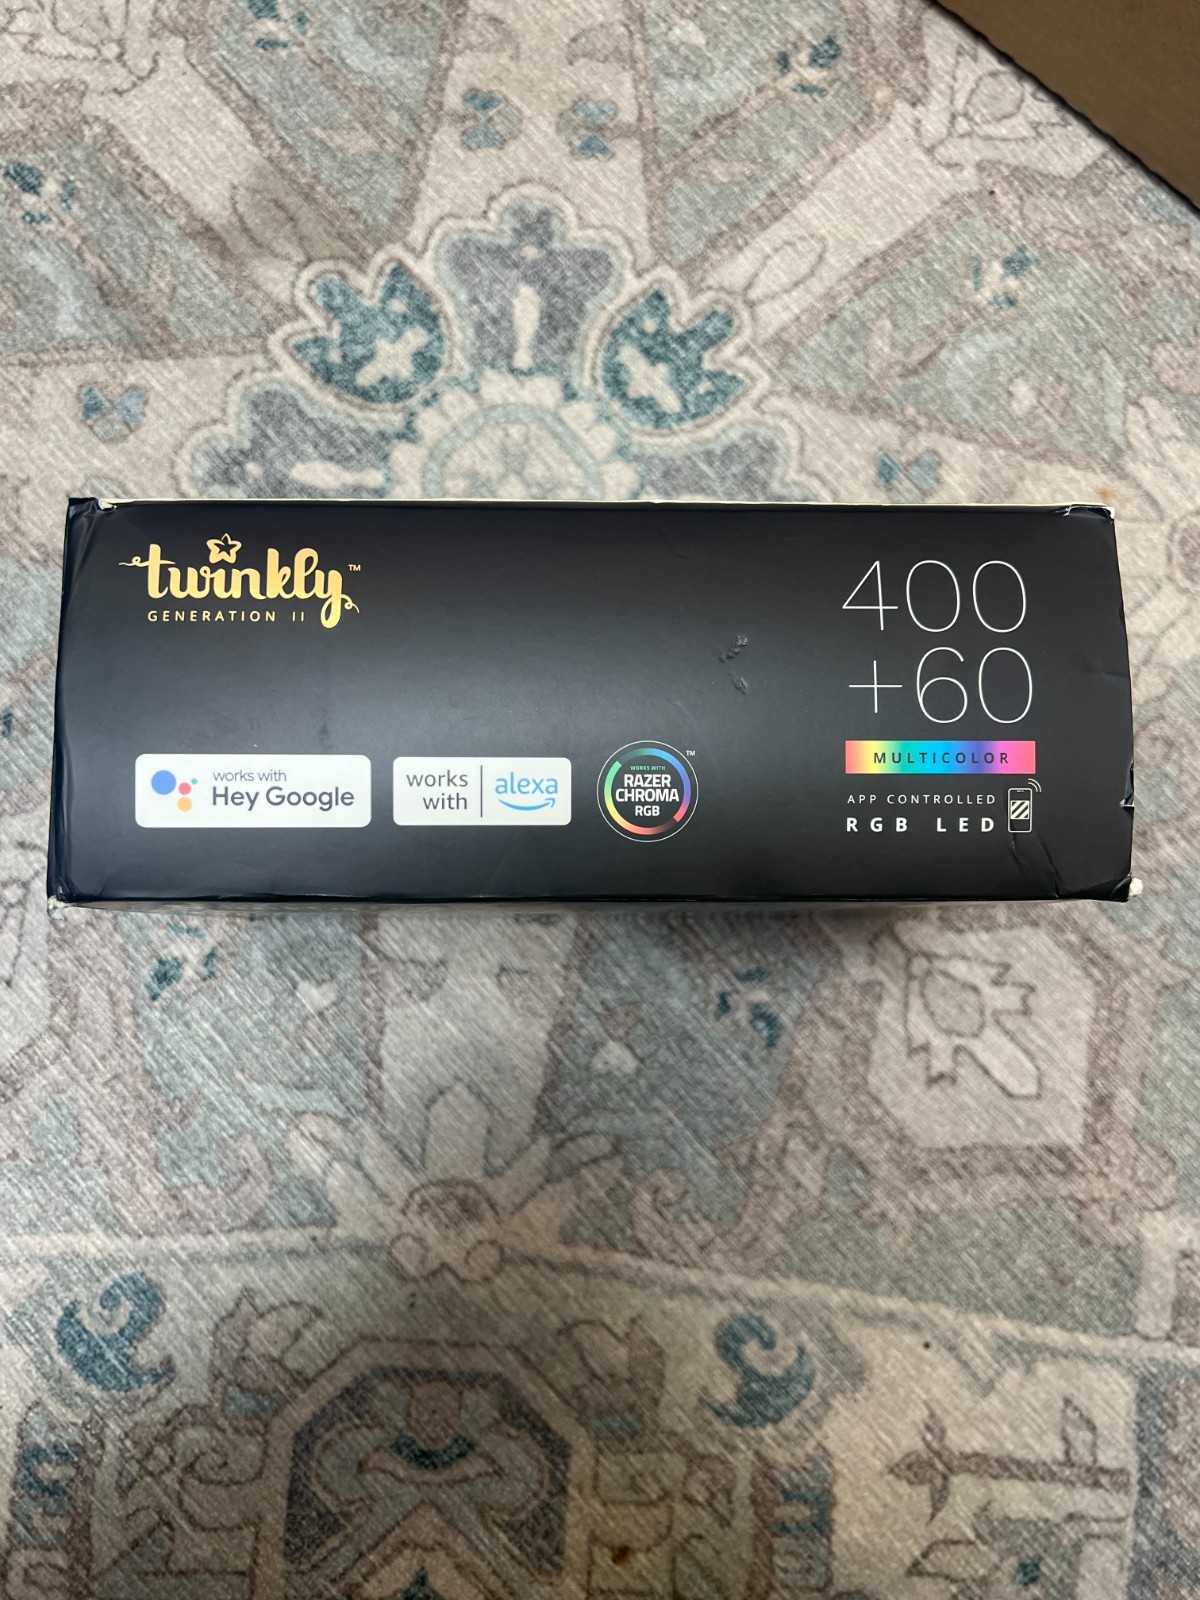 twinkly™
GENERATION II
400
+60
MULTICOLOR
APP CONTROLLED
RGB LED
works with
Hey Google
works
with
alexa
WORKS WITH
RAZER
CHROMA
RGB
TM